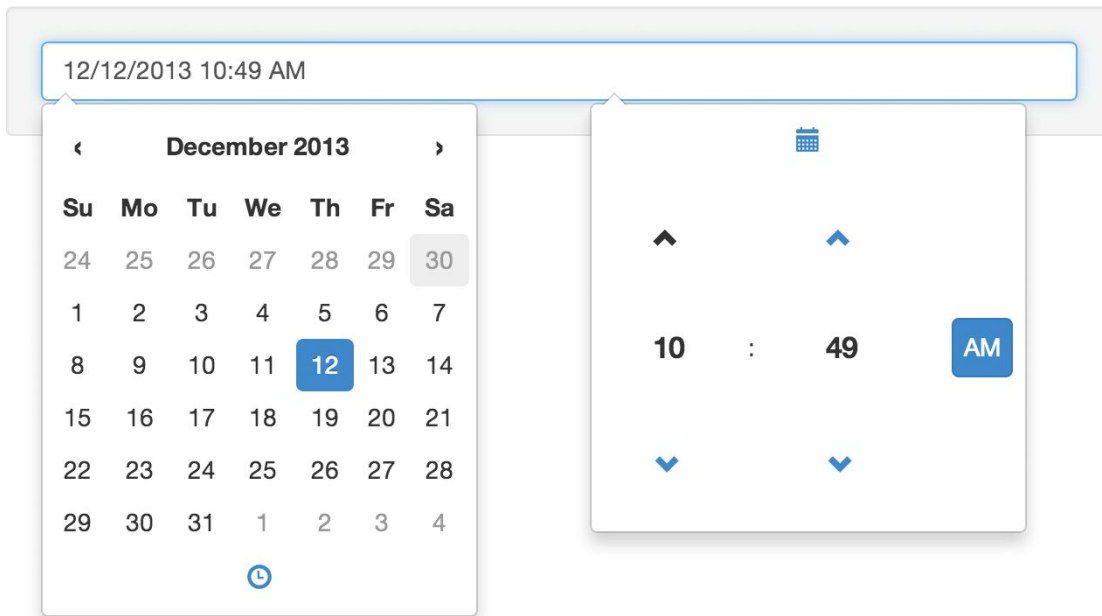 12/12/2013 10:49 AM
‹ December 2013 ›
Su Mo Tu We Th Fr Sa
24 25 26 27 28 29 30
1 2 3 4 5 6 7
8 9 10 11 12 13 14
15 16 17 18 19 20 21
22 23 24 25 26 27 28
29 30 31 1 2 3 4
10 : 49 AM